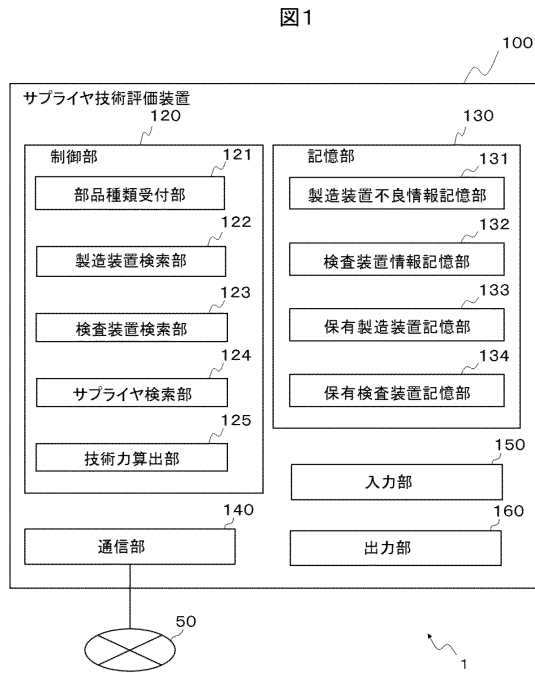 図1
100
サプライヤ技術評価装置
120
制御部
121
部品種類受付部
122
製造装置検索部
123
検査装置検索部
124
サプライヤ検索部
125
技術力算出部
130
記憶部
131
製造装置不良情報記憶部
132
検査装置情報記憶部
133
保有製造装置記憶部
134
保有検査装置記憶部
140
通信部
150
入力部
160
出力部
50
1